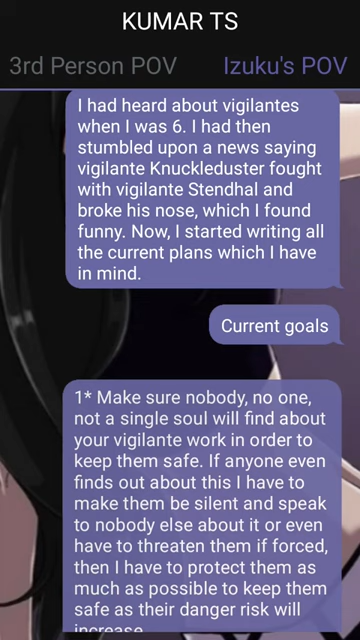 KUMAR TS
3rd Person POV Izuku's POV
I had heard about vigilantes
when I was 6. I had then
stumbled upon a news saying
vigilante Knuckleduster fought
with vigilante Stendhal and
broke his nose, which I found
funny. Now, I started writing all
the current plans which I have
in mind.
Current goals
1* Make sure nobody, no one,
not a single soul will find about
your vigilante work in order to
keep them safe. If anyone even
finds out about this I have to
make them be silent and speak
to nobody else about it or even
have to threaten them if forced,
then I have to protect them as
much as possible to keep them
safe as their danger risk will
increase